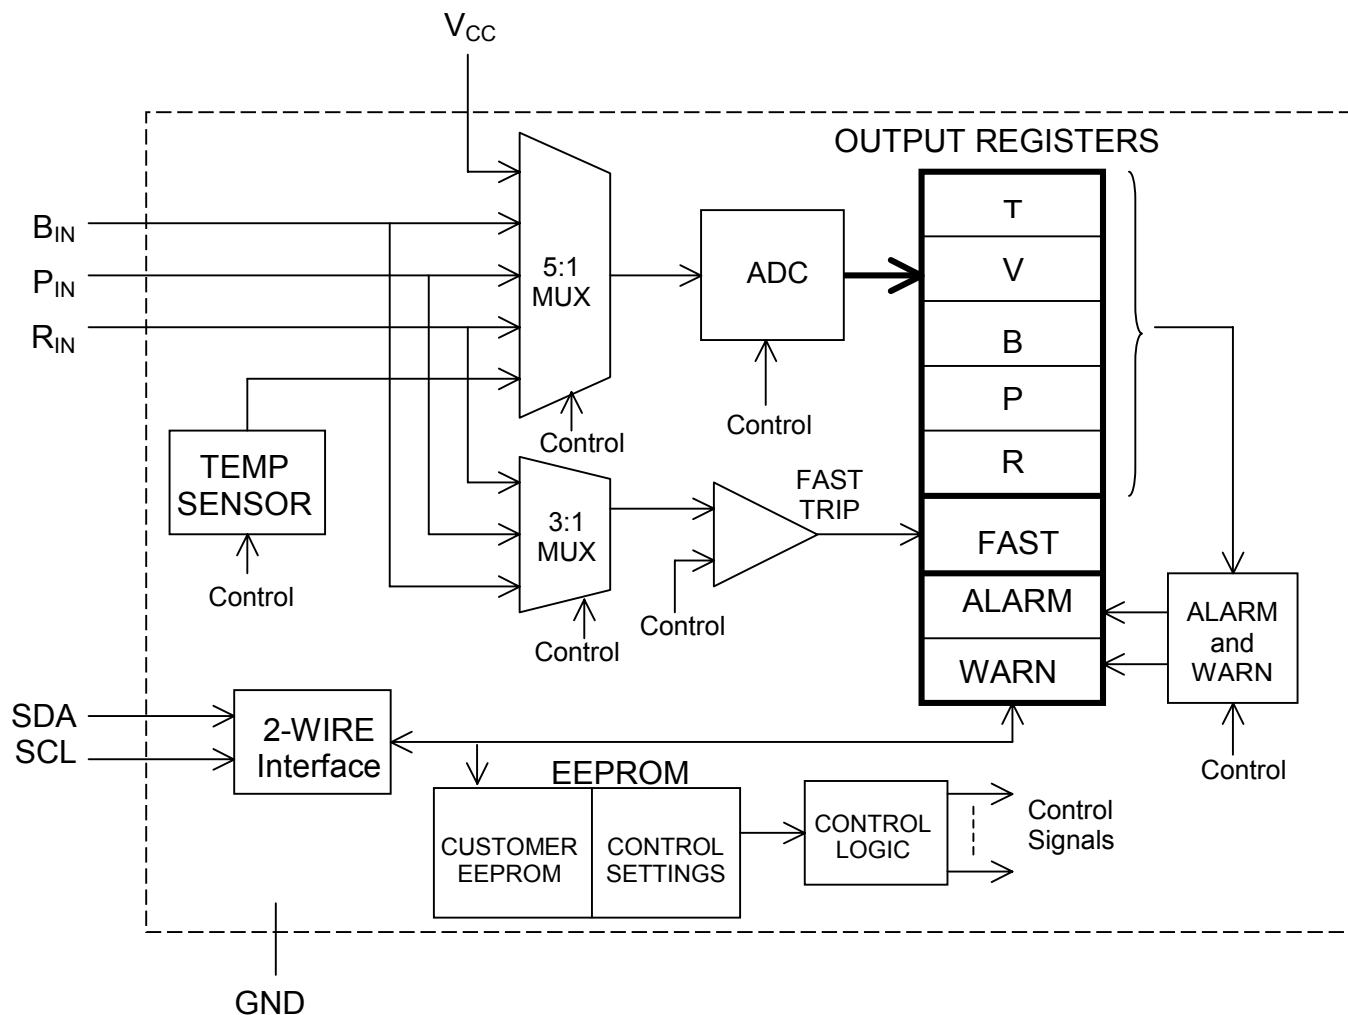 VCC
OUTPUT REGISTERS
BIN
PIN
RIN
5:1
MUX
ADC
T
V
B
P
R
FAST
ALARM
WARN
Control
Control
TEMP
SENSOR
Control
3:1
MUX
Control
FAST
TRIP
Control
ALARM
and
WARN
Control
SDA
SCL
2-WIRE
Interface
EEPROM
CUSTOMER
EEPROM
CONTROL
SETTINGS
CONTROL
LOGIC
Control
Signals
GND